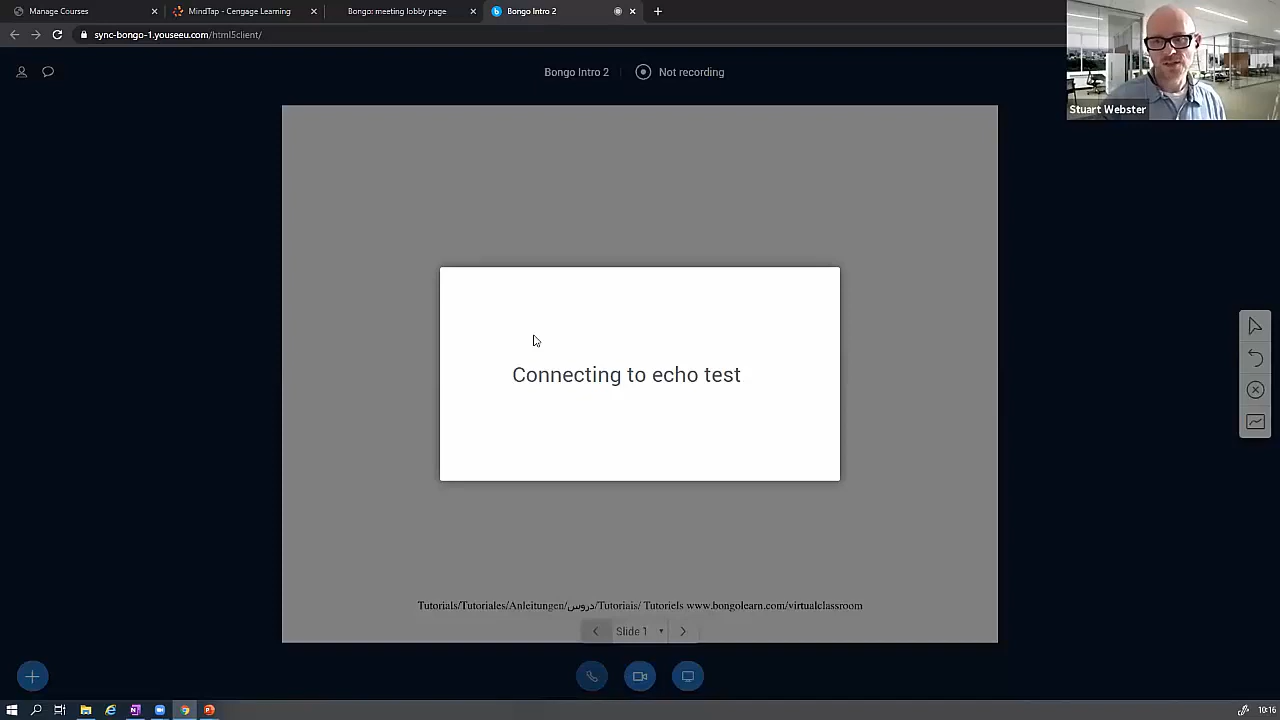 Manage Courses
MindTap - Cengage Learning
Bongo: meeting lobby page
Bongo Intro 2
sync-bongo-1.youseeu.com/html5client/
Bongo Intro 2
Not recording
Stuart Webster
Connecting to echo test
Tutorials/Tutoriales/Anleitungen/دروس/Tutoriais/ Tutoriels www.bongolearn.com/virtualclassroom
Slide 1
10:16